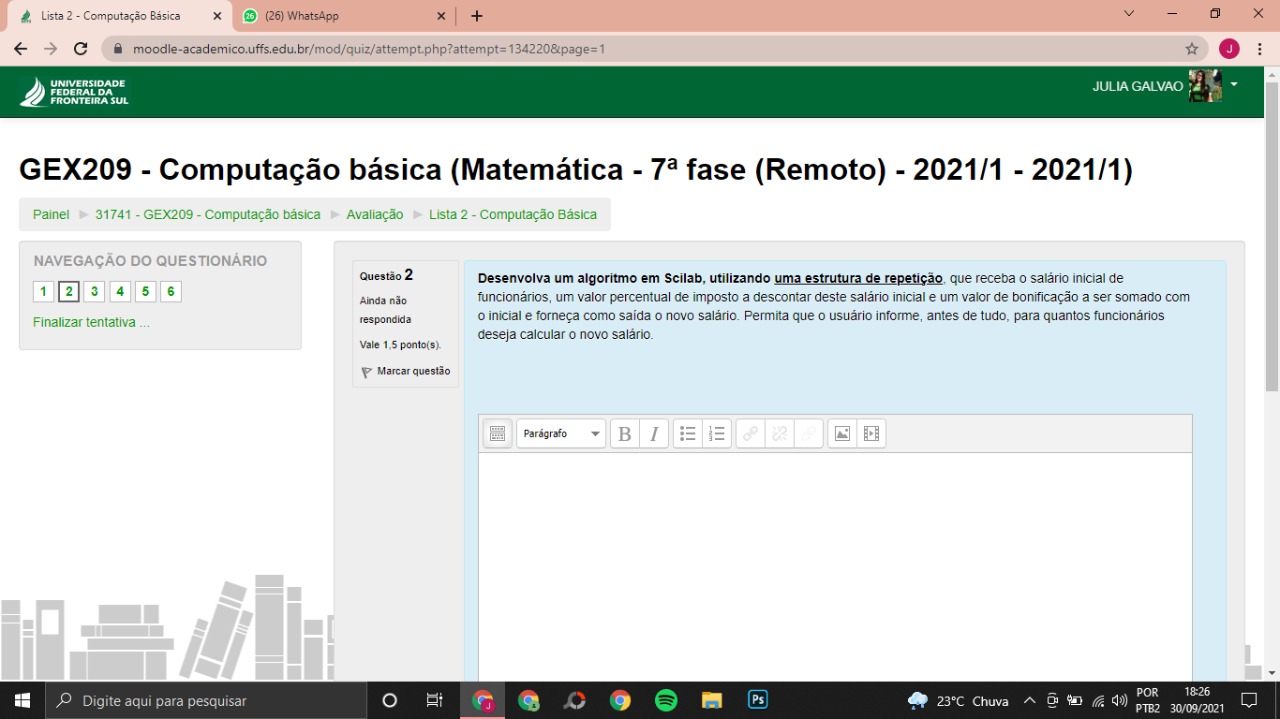 Lista 2 - Computação Básica
(26) WhatsApp
moodle-academico.uffs.edu.br/mod/quiz/attempt.php?attempt=134220&page=1
J
UNIVERSIDADE
FEDERAL DA
FRONTEIRA SUL
JULIA GALVAO
GEX209 - Computação básica (Matemática - 7ª fase (Remoto) - 2021/1 - 2021/1)
Painel 31741 - GEX209 - Computação básica Avaliação Lista 2 - Computação Básica
NAVEGAÇÃO DO QUESTIONÁRIO
1 2 3 4 5 6
Finalizar tentativa ...
Questão 2
Ainda não
respondida
Vale 1,5 ponto(s).
Marcar questão
Desenvolva um algoritmo em Scilab, utilizando uma estrutura de repetição, que receba o salário inicial de
funcionários, um valor percentual de imposto a descontar deste salário inicial e um valor de bonificação a ser somado com
o inicial e forneça como saída o novo salário. Permita que o usuário informe, antes de tudo, para quantos funcionários
deseja calcular o novo salário.
Parágrafo
B I
Digite aqui para pesquisar
J
Ps
23°C Chuva
POR
PTB2
18:26
30/09/2021